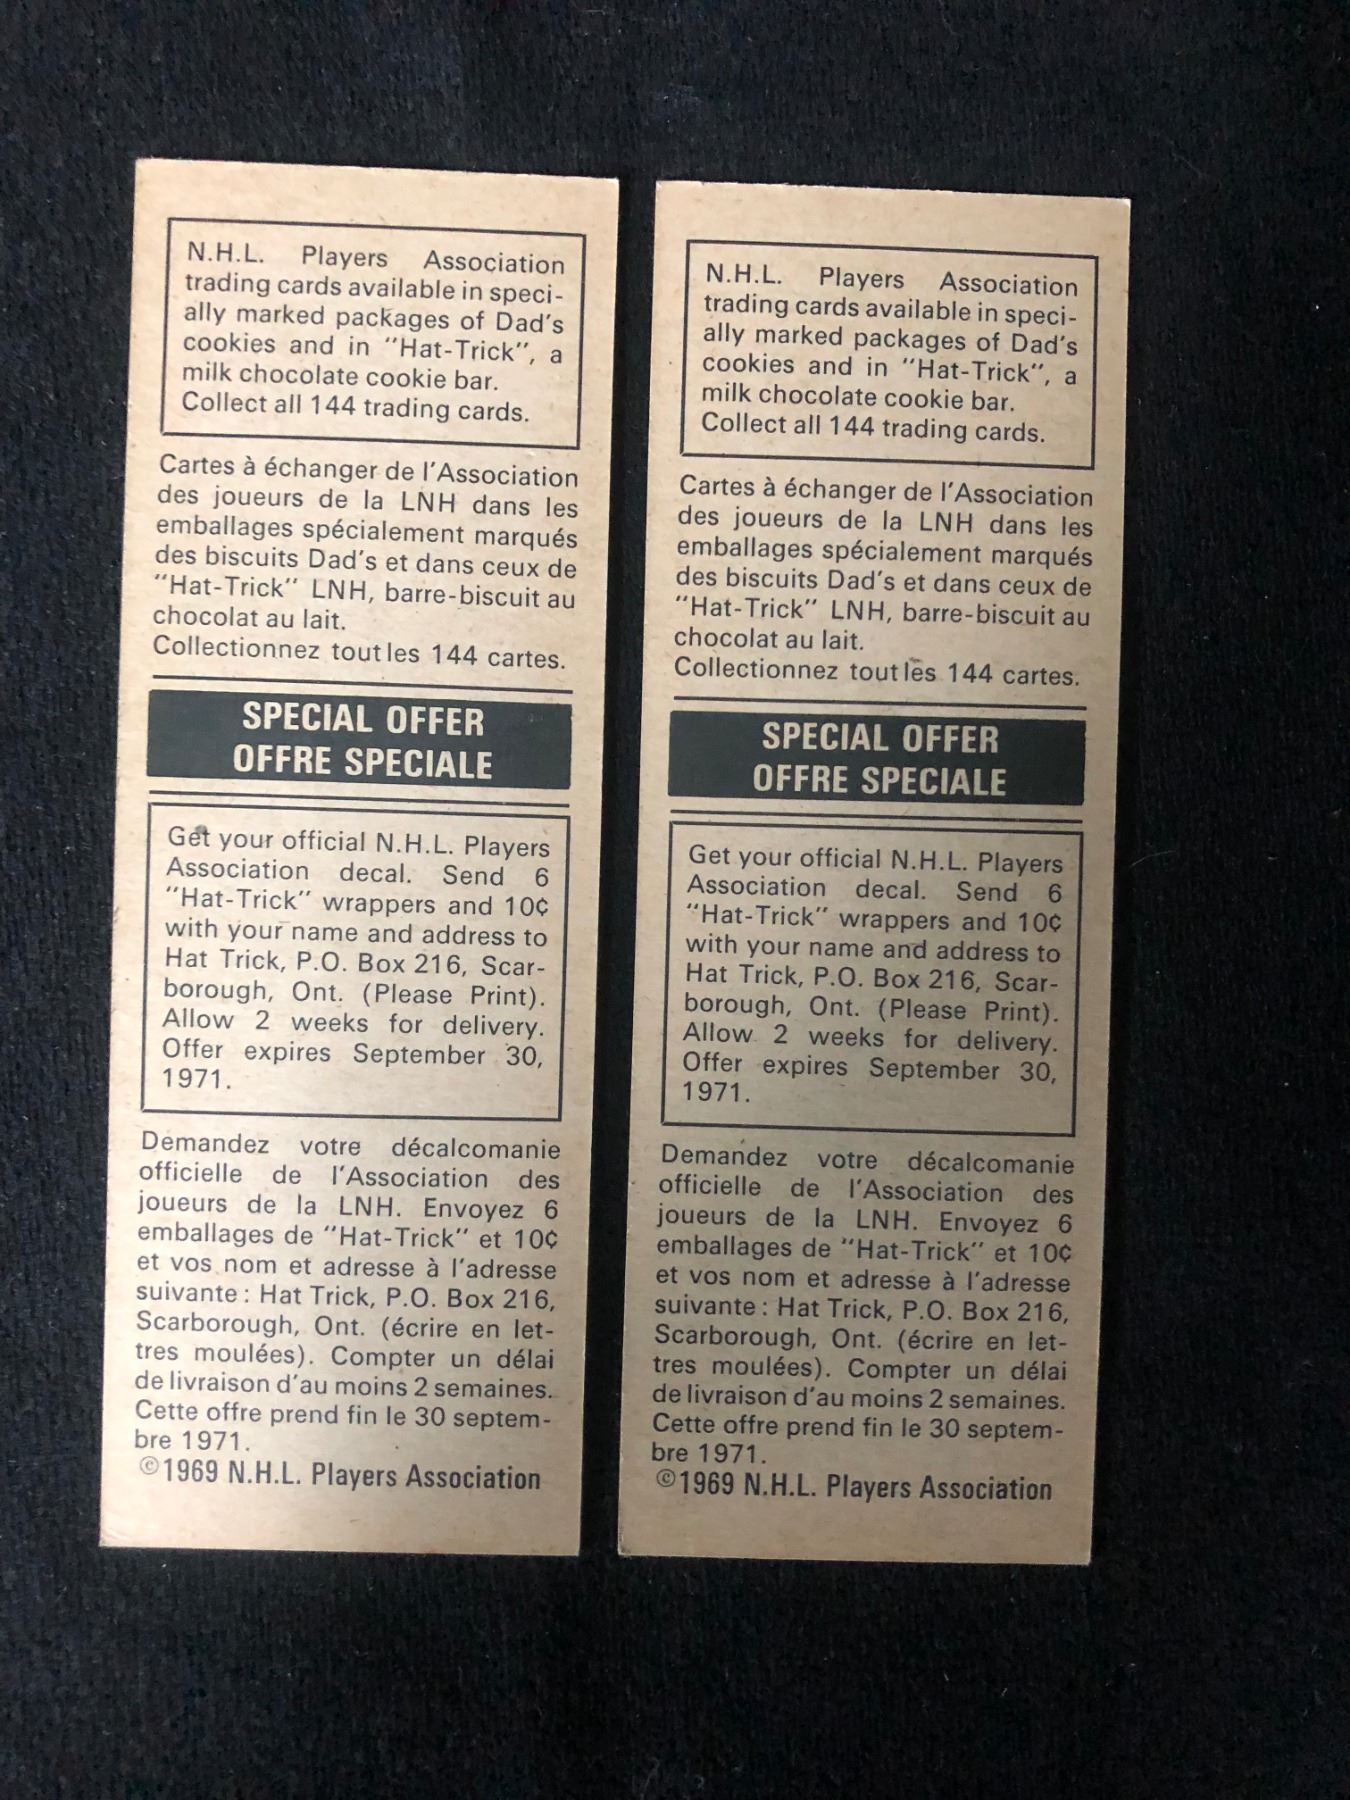 N.H.L. Players Association
trading cards available in speci-
ally marked packages of Dad's
cookies and in "Hat-Trick", a
milk chocolate cookie bar.
Collect all 144 trading cards.
Cartes à échanger de l'Association
des joueurs de la LNH dans les
emballages spécialement marqués
des biscuits Dad's et dans ceux de
"Hat-Trick" LNH, barre-biscuit au
chocolat au lait.
Collectionnez tout les 144 cartes.
SPECIAL OFFER
OFFRE SPECIALE
Get your official N.H.L. Players
Association decal. Send 6
"Hat-Trick" wrappers and 10¢
with your name and address to
Hat Trick, P.O. Box 216, Scar-
borough, Ont. (Please Print).
Allow 2 weeks for delivery.
Offer expires September 30,
1971.
Demandez votre décalcomanie
officielle de l'Association des
joueurs de la LNH. Envoyez 6
emballages de "Hat-Trick" et 10¢
et vos nom et adresse à l'adresse
suivante : Hat Trick, P.O. Box 216,
Scarborough, Ont. (écrire en let-
tres moulées). Compter un délai
de livraison d'au moins 2 semaines.
Cette offre prend fin le 30 septem-
bre 1971.
©1969 N.H.L. Players Association
N.H.L. Players Association
trading cards available in speci-
ally marked packages of Dad's
cookies and in "Hat-Trick", a
milk chocolate cookie bar.
Collect all 144 trading cards.
Cartes à échanger de l'Association
des joueurs de la LNH dans les
emballages spécialement marqués
des biscuits Dad's et dans ceux de
"Hat-Trick" LNH, barre-biscuit au
chocolat au lait.
Collectionnez tout les 144 cartes.
SPECIAL OFFER
OFFRE SPECIALE
Get your official N.H.L. Players
Association decal. Send 6
"Hat-Trick" wrappers and 10¢
with your name and address to
Hat Trick, P.O. Box 216, Scar-
borough, Ont. (Please Print).
Allow 2 weeks for delivery.
Offer expires September 30,
1971.
Demandez votre décalcomanie
officielle de l'Association des
joueurs de la LNH. Envoyez 6
emballages de "Hat-Trick" et 10¢
et vos nom et adresse à l'adresse
suivante : Hat Trick, P.O. Box 216,
Scarborough, Ont. (écrire en let-
tres moulées). Compter un délai
de livraison d'au moins 2 semaines.
Cette offre prend fin le 30 septem-
bre 1971.
©1969 N.H.L. Players Association